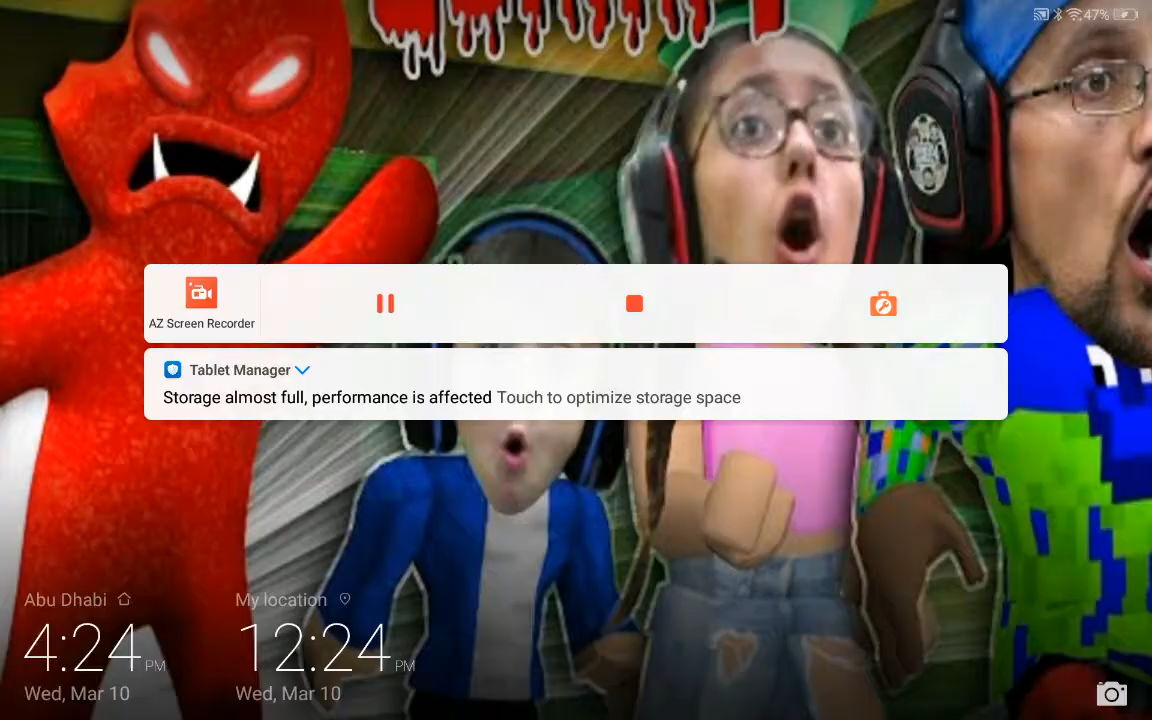 47%
AZ Screen Recorder
Tablet Manager
Storage almost full, performance is affected Touch to optimize storage space
Abu Dhabi
My location
4:24 PM
12:24 PM
Wed, Mar 10
Wed, Mar 10